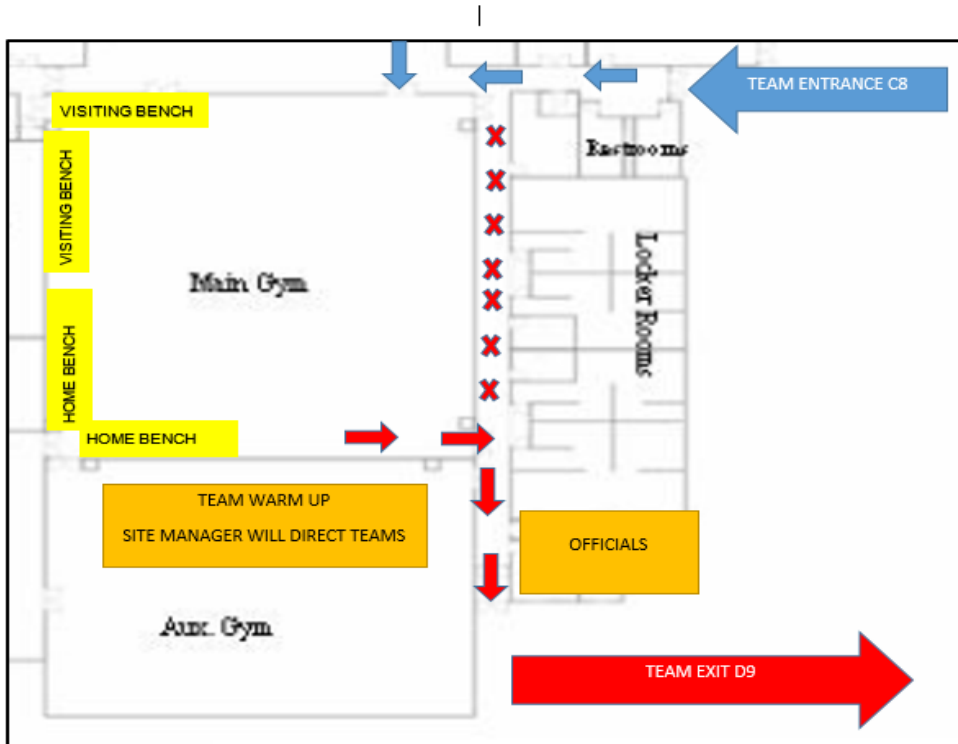 TEAM ENTRANCE C8
VISITING BENCH
Restrooms
VISITING BENCH
Main Gym
Locker Rooms
HOME BENCH
HOME BENCH
TEAM WARM UP
SITE MANAGER WILL DIRECT TEAMS
OFFICIALS
Aux. Gym
TEAM EXIT D9